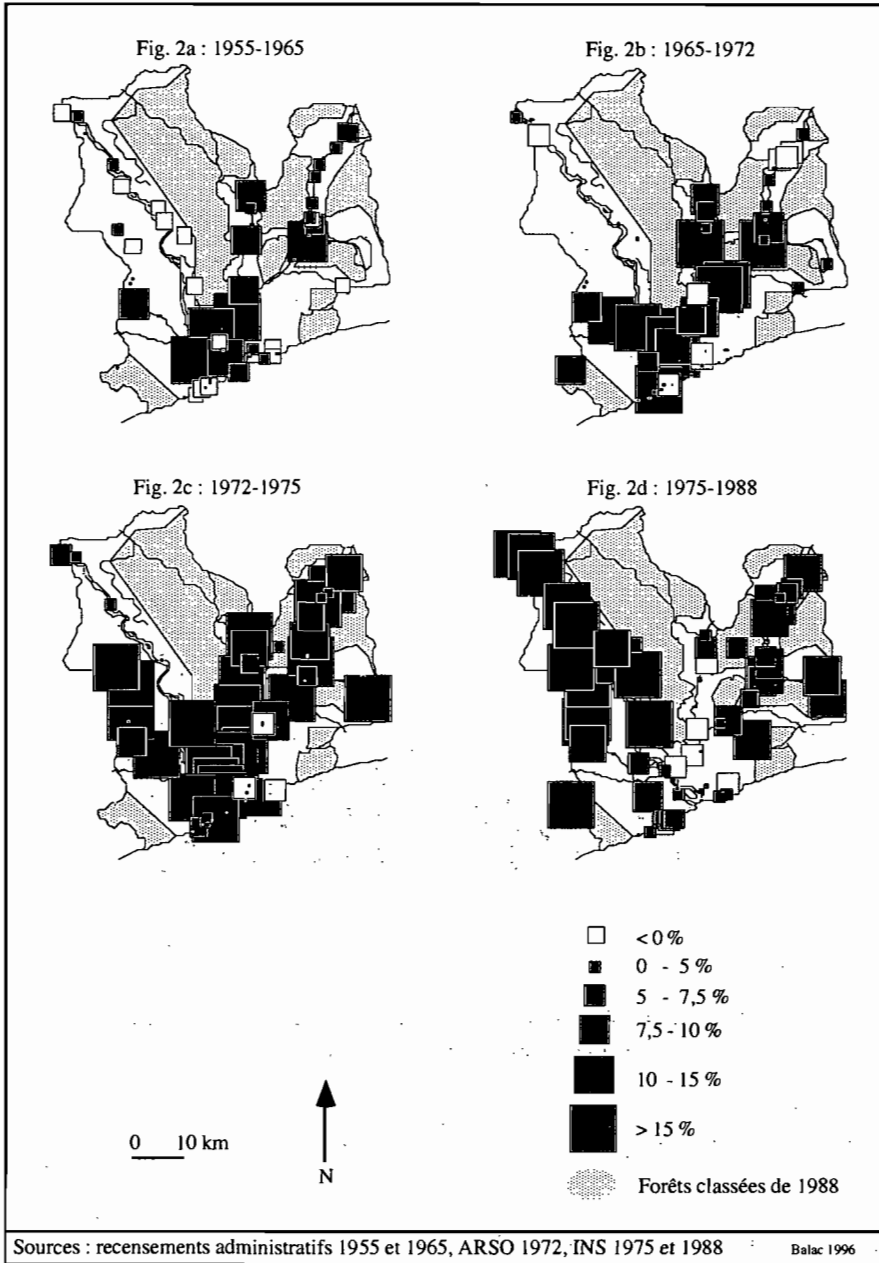 Fig. 2a : 1955-1965
Fig. 2b : 1965-1972
Fig. 2c : 1972-1975
Fig. 2d : 1975-1988
< 0 %
0 - 5 %
5 - 7,5 %
7,5 - 10 %
10 - 15 %
> 15 %
Forêts classées de 1988
0 10 km
N
Sources : recensements administratifs 1955 et 1965, ARSO 1972, INS 1975 et 1988
Balac 1996